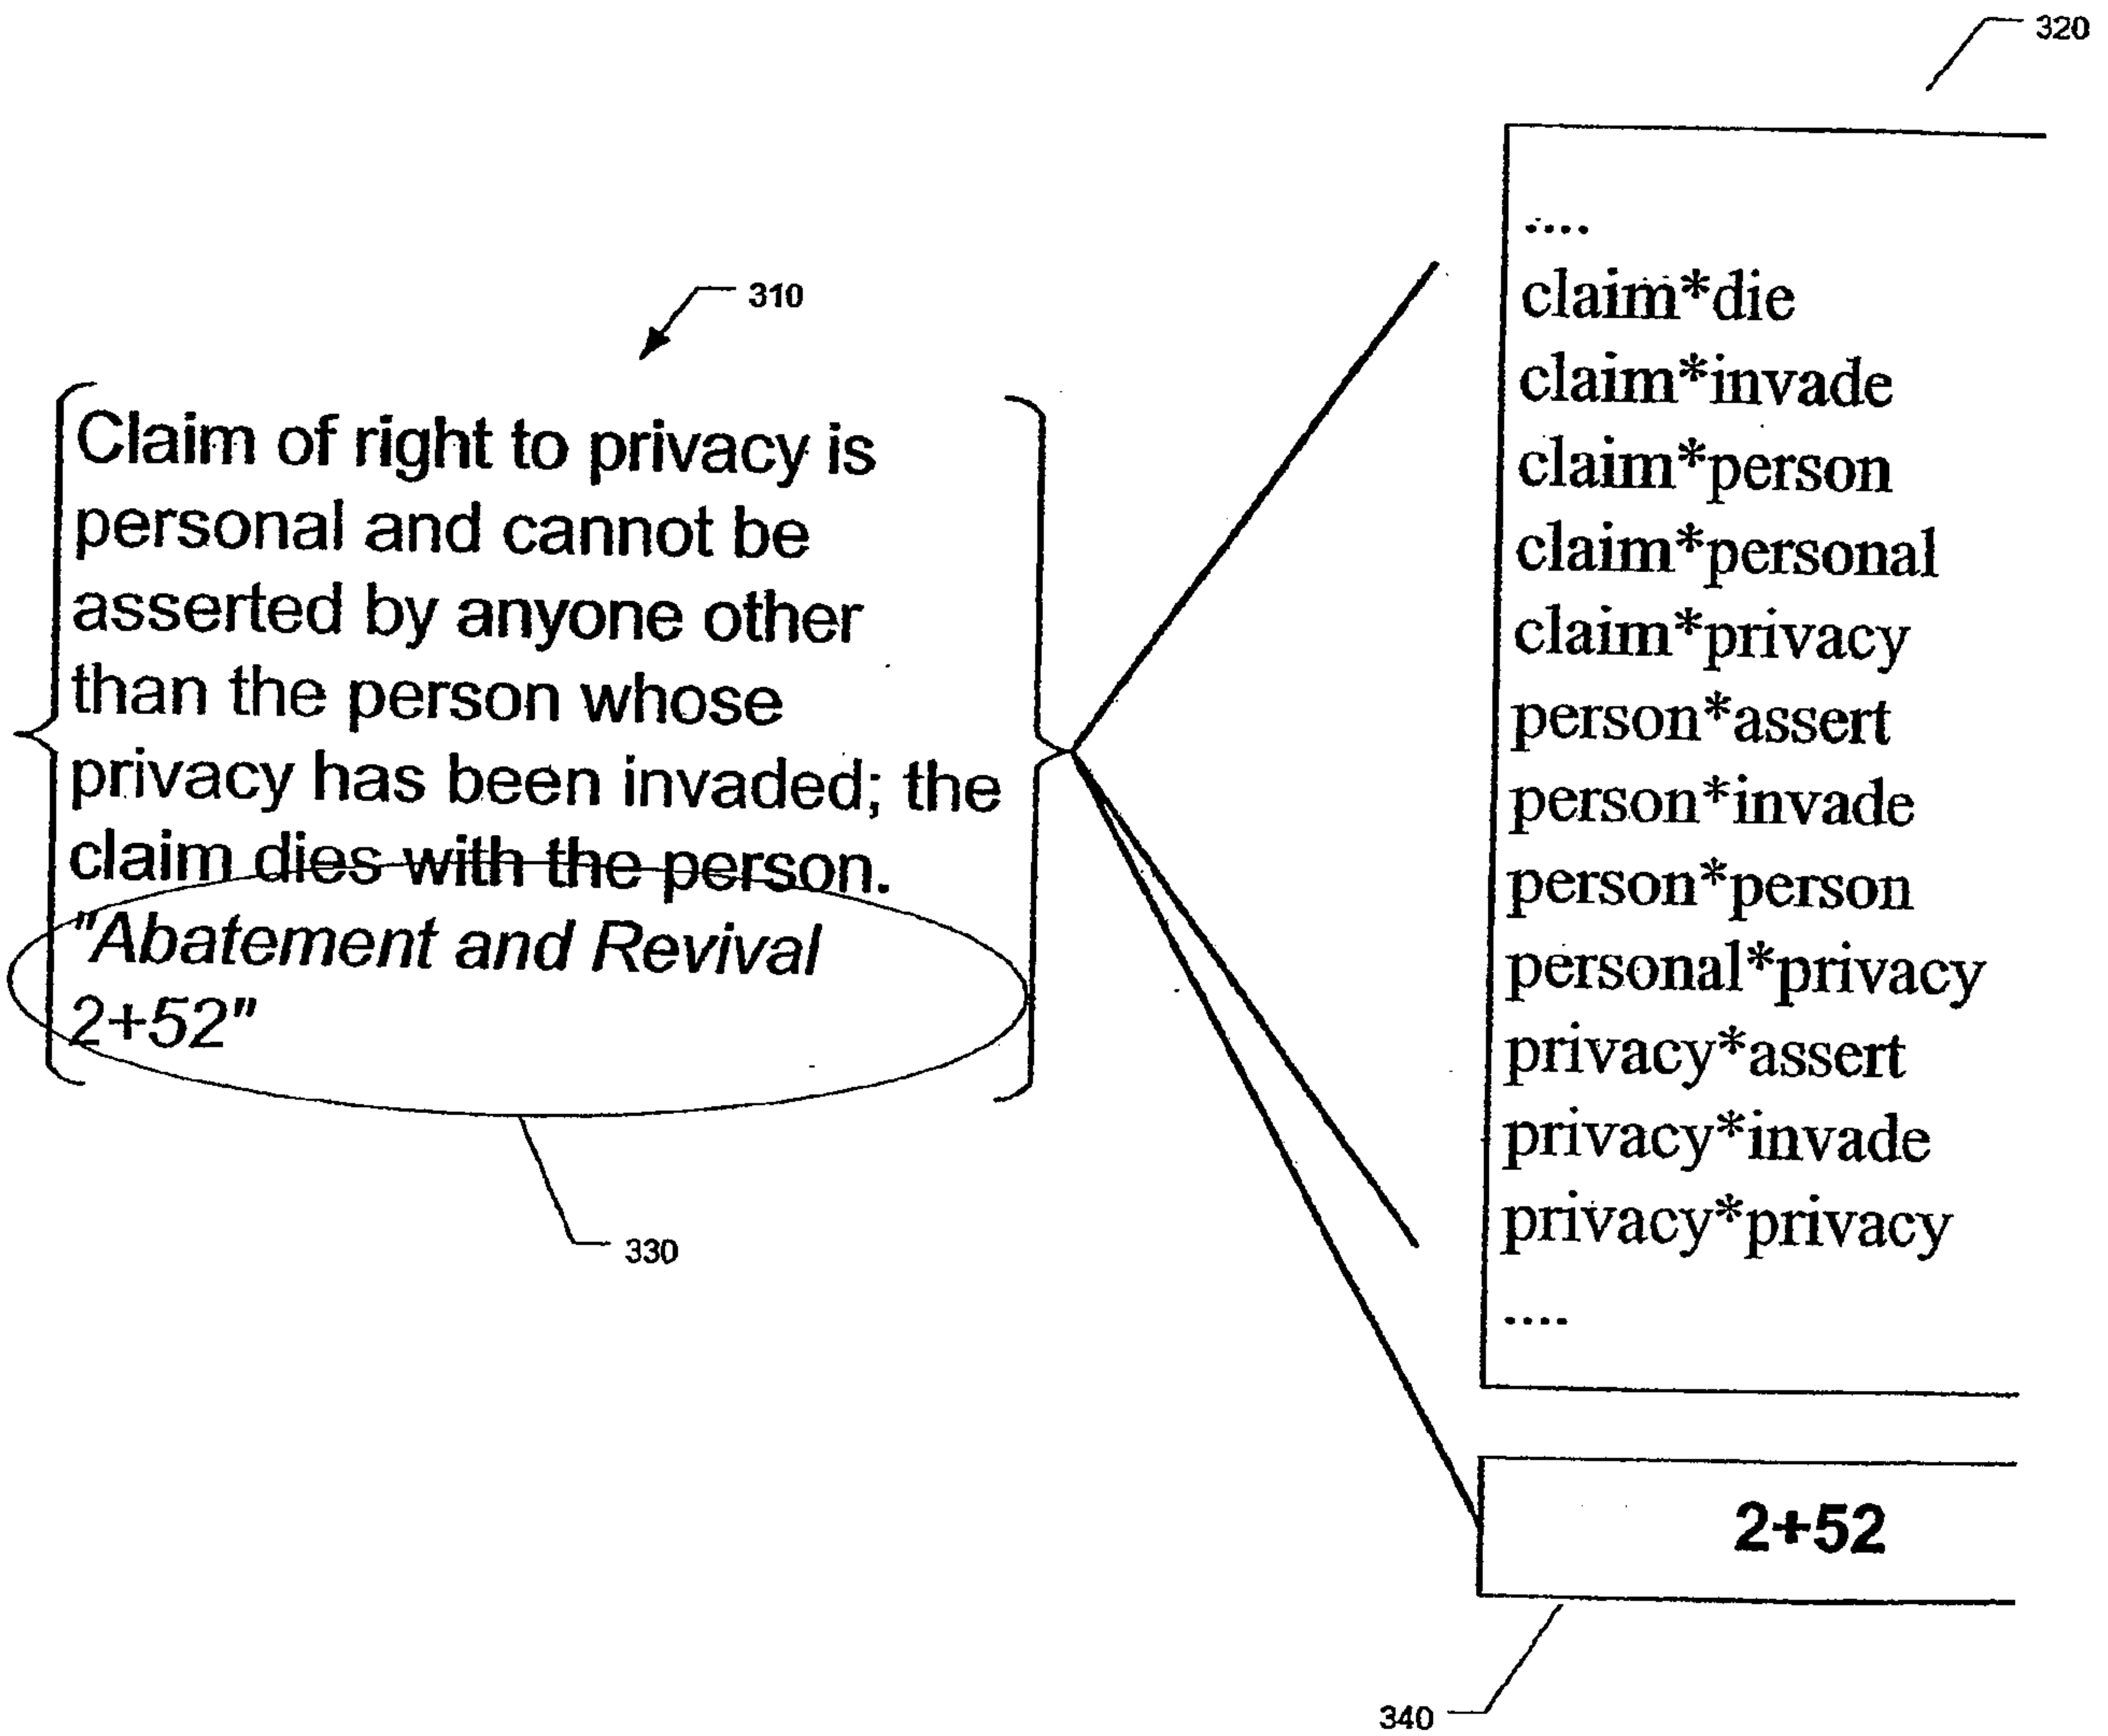 320
310
Claim of right to privacy is
personal and cannot be
asserted by anyone other
than the person whose
privacy has been invaded; the
claim dies with the person.
"Abatement and Revival
2+52"
330
....
claim*die
claim*invade
claim*person
claim*personal
claim*privacy
person*assert
person*invade
person*person
personal*privacy
privacy*assert
privacy*invade
privacy*privacy
....
2+52
340